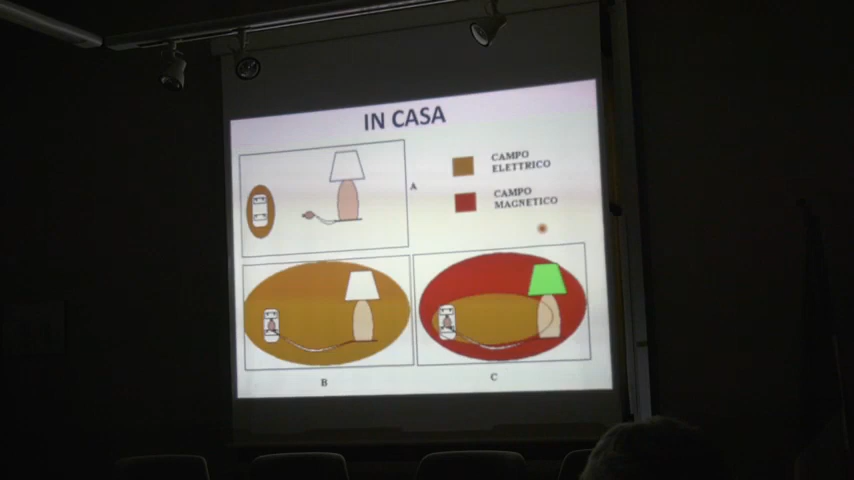 IN CASA
A
CAMPO
ELETTRICO
CAMPO
MAGNETICO
B
C